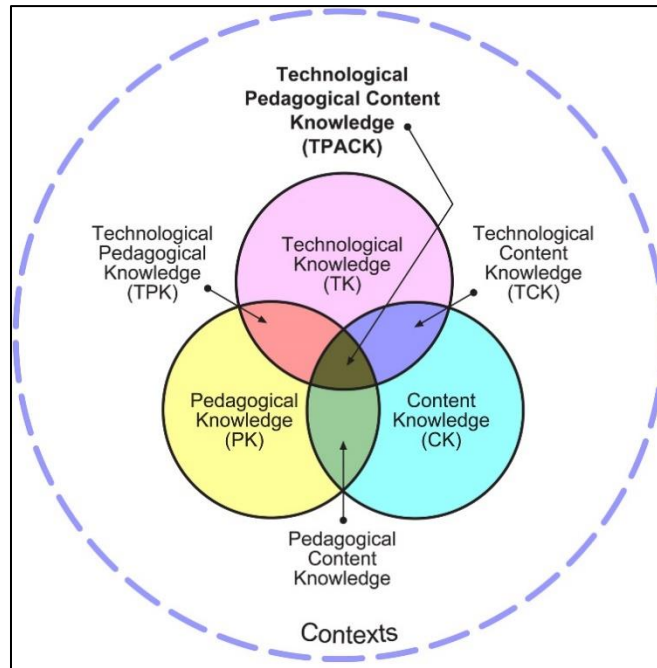 Technological
Pedagogical Content
Knowledge
(TPACK)
Technological
Pedagogical
Knowledge
(TPK)
Technological
Knowledge
(TK)
Technological
Content
Knowledge
(TCK)
Pedagogical
Knowledge
(PK)
Content
Knowledge
(CK)
Pedagogical
Content
Knowledge
Contexts